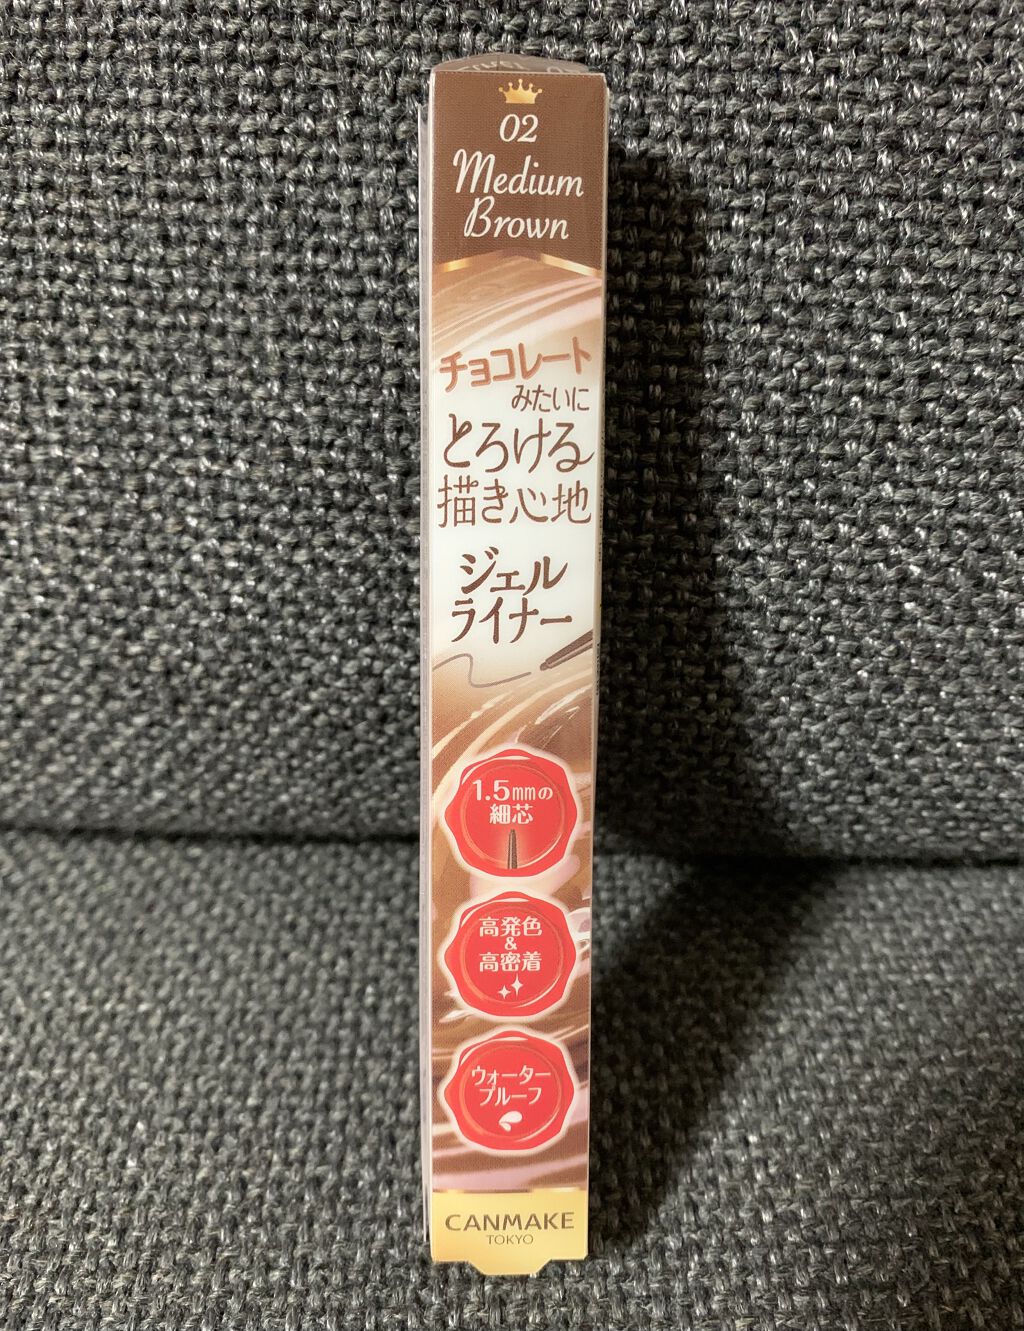 02
Medium
Brown
チョコレート
みたいに
とろける
描き心地
ジェル
ライナー
1.5mmの
細芯
高発色
&
高密着
ウォーター
プルーフ
CANMAKE
TOKYO